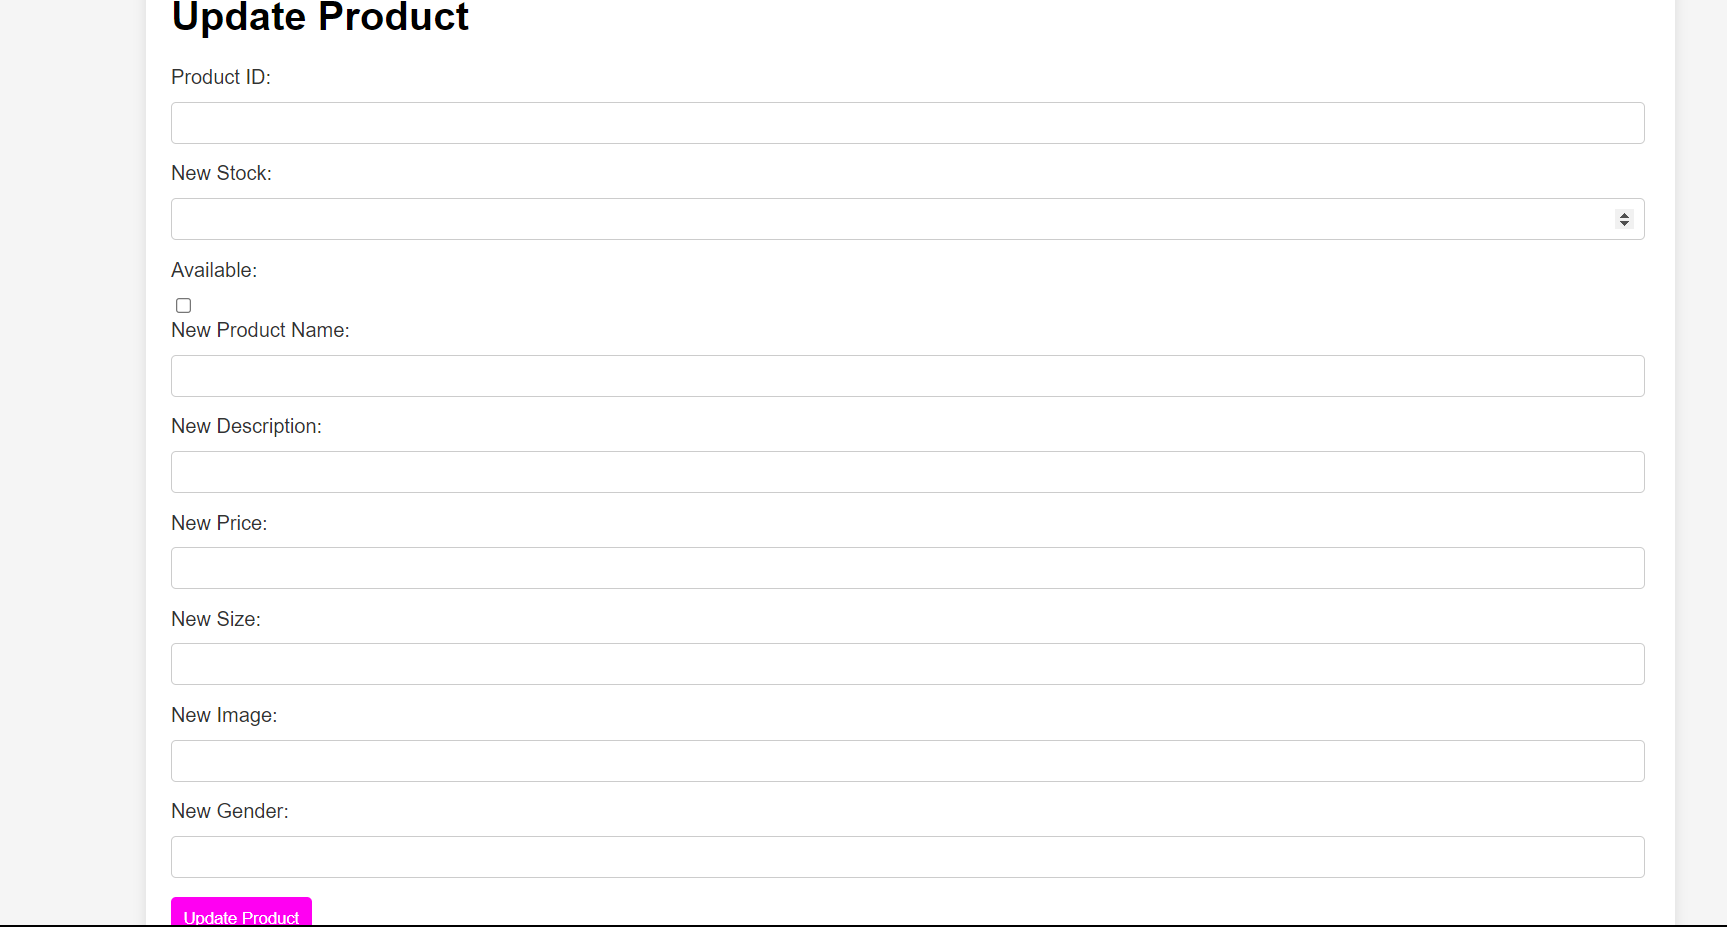 Update Product
Product ID:
New Stock:
Available:
New Product Name:
New Description:
New Price:
New Size:
New Image:
New Gender:
Update Product